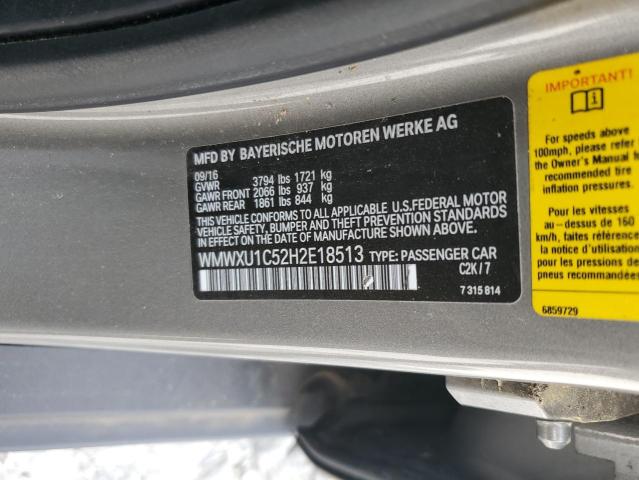 MFD BY BAYERISCHE MOTOREN WERKE AG
09/16
GVWR 3794 lbs 1721 kg
GAWR FRONT 2066 lbs 937 kg
GAWR REAR 1861 lbs 844 kg
THIS VEHICLE CONFORMS TO ALL APPLICABLE U.S.FEDERAL MOTOR
VEHICLE SAFETY, BUMPER AND THEFT PREVENTION STANDARDS
IN EFFECT ON THE DATE OF MANUFACTURE SHOWN ABOVE.
WMWXU1C52H2E18513 TYPE: PASSENGER CAR
C2K / 7
7 315 814
IMPORTANT!
i
For speeds above
100mph, please refer
the Owner's Manual
recommended tire
inflation pressures.
Pour les vitesses
au-dessus de 160
km/h, faites référence
notice d'utilisation
les pressions de
pneu recommandées
6859729